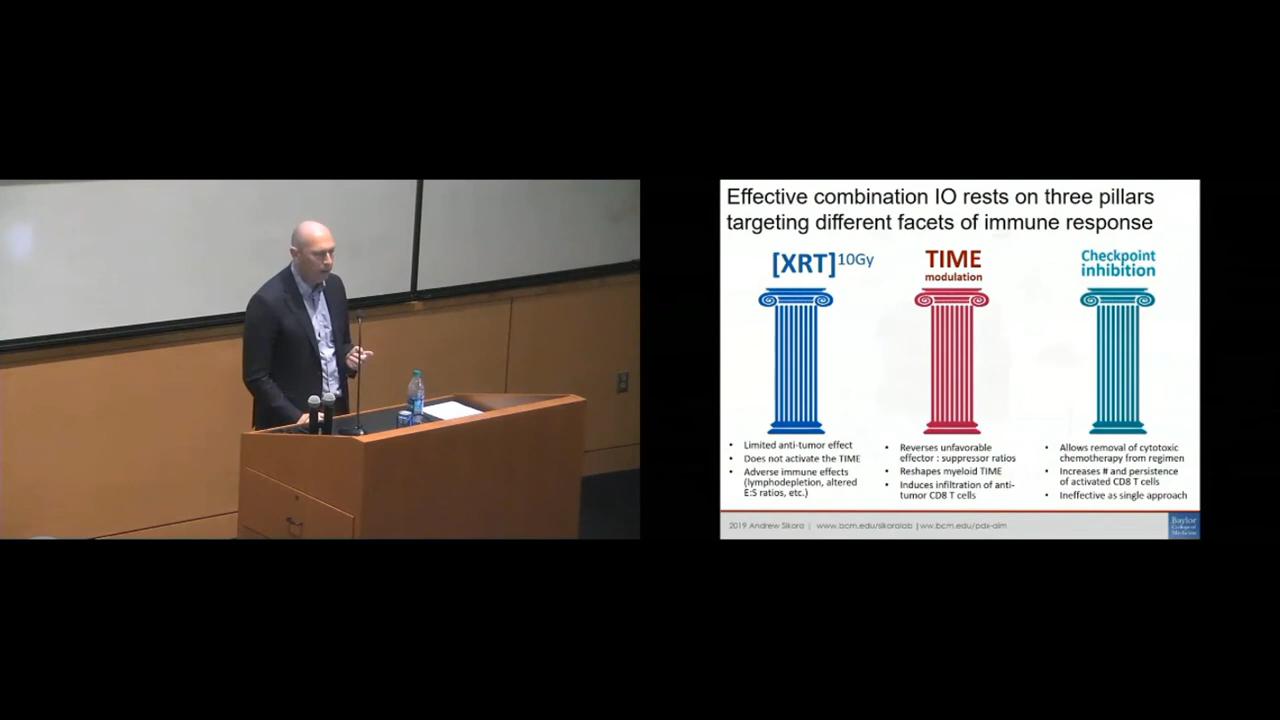 Effective combination IO rests on three pillars
targeting different facets of immune response
[XRT]10Gy
TIME
modulation
Checkpoint
inhibition
• Limited anti-tumor effect
• Does not activate the TIME
• Adverse immune effects
(lymphodepletion, altered
E:S ratios, etc.)
• Reverses unfavorable
effector : suppressor ratios
• Reshapes myeloid TIME
• Induces infiltration of anti-
tumor CD8 T cells
• Allows removal of cytotoxic
chemotherapy from regimen
• Increases # and persistence
of activated CD8 T cells
• Ineffective as single approach
2019 Andrew Sikora | www.bcm.edu/sikoralab | ww.bcm.edu/pdx-aim
Baylor
College of
Medicine